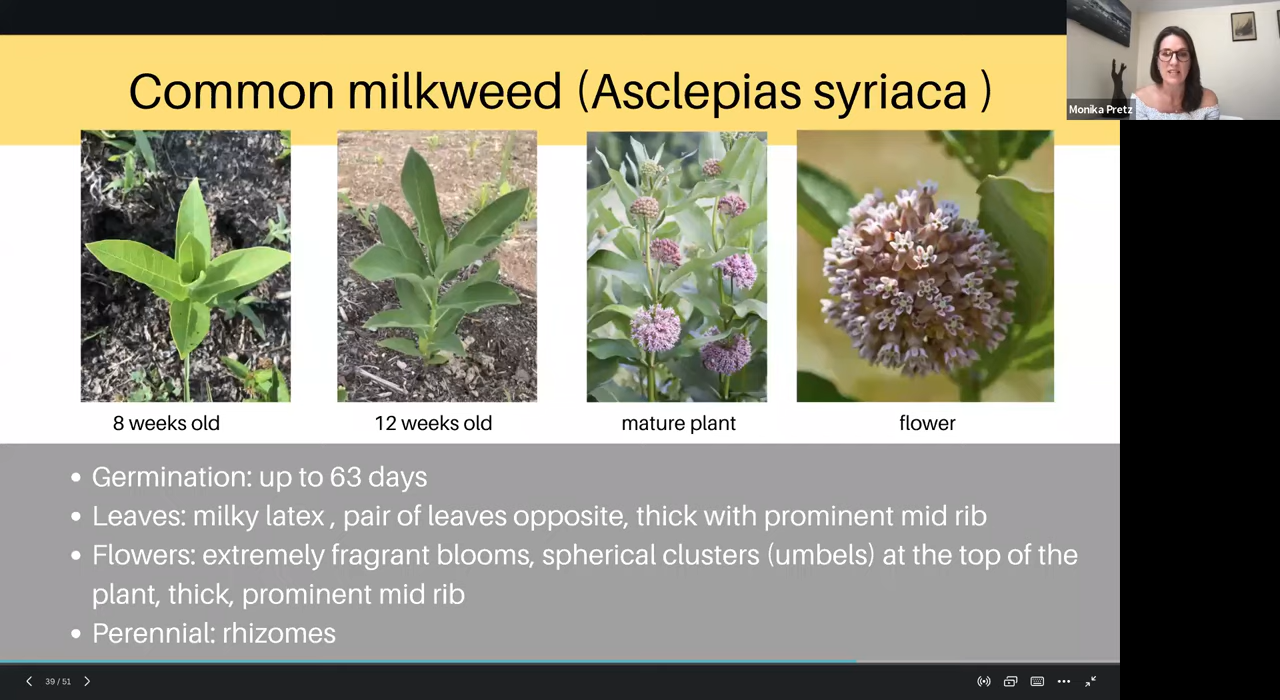 Common milkweed (Asclepias syriaca )
Monika Pretz
8 weeks old
12 weeks old
mature plant
flower
• Germination: up to 63 days
• Leaves: milky latex , pair of leaves opposite, thick with prominent mid rib
• Flowers: extremely fragrant blooms, spherical clusters (umbels) at the top of the
plant, thick, prominent mid rib
• Perennial: rhizomes
39 / 51